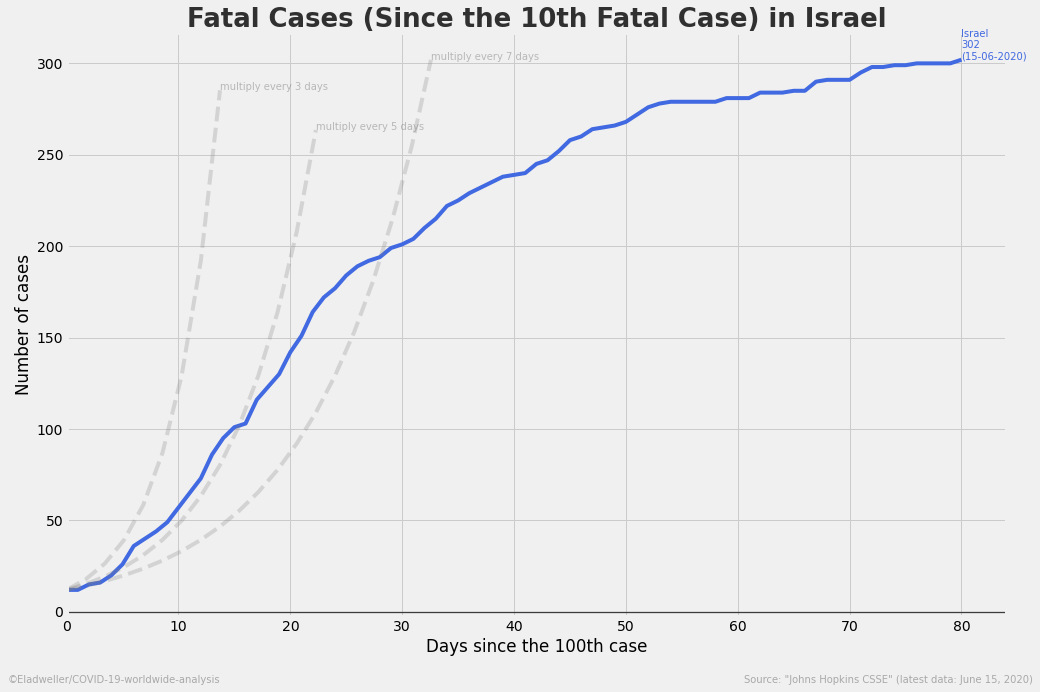 Fatal Cases (Since the 10th Fatal Case) in Israel
Israel
302
(15-06-2020)
multiply every 7 days
multiply every 3 days
multiply every 5 days
Number of cases
300
250
200
150
100
50
0
0 10 20 30 40 50 60 70 80
Days since the 100th case
©Eladweller/COVID-19-worldwide-analysis
Source: "Johns Hopkins CSSE" (latest data: June 15, 2020)